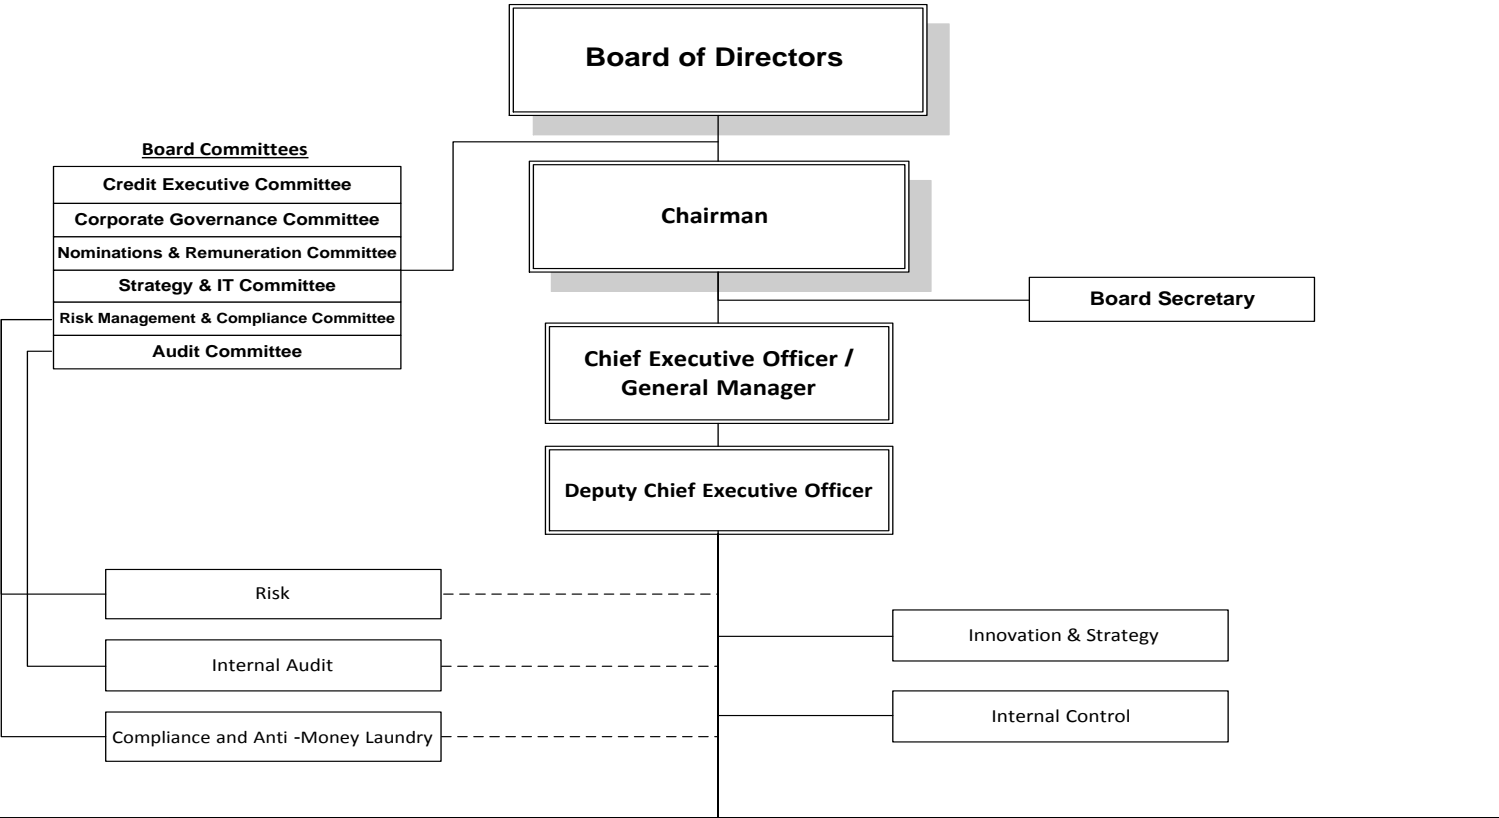 Board of Directors
Board Committees
Credit Executive Committee
Corporate Governance Committee
Nominations & Remuneration Committee
Strategy & IT Committee
Risk Management & Compliance Committee
Audit Committee
Chairman
Board Secretary
Chief Executive Officer /
General Manager
Deputy Chief Executive Officer
Risk
Internal Audit
Compliance and Anti -Money Laundry
Innovation & Strategy
Internal Control